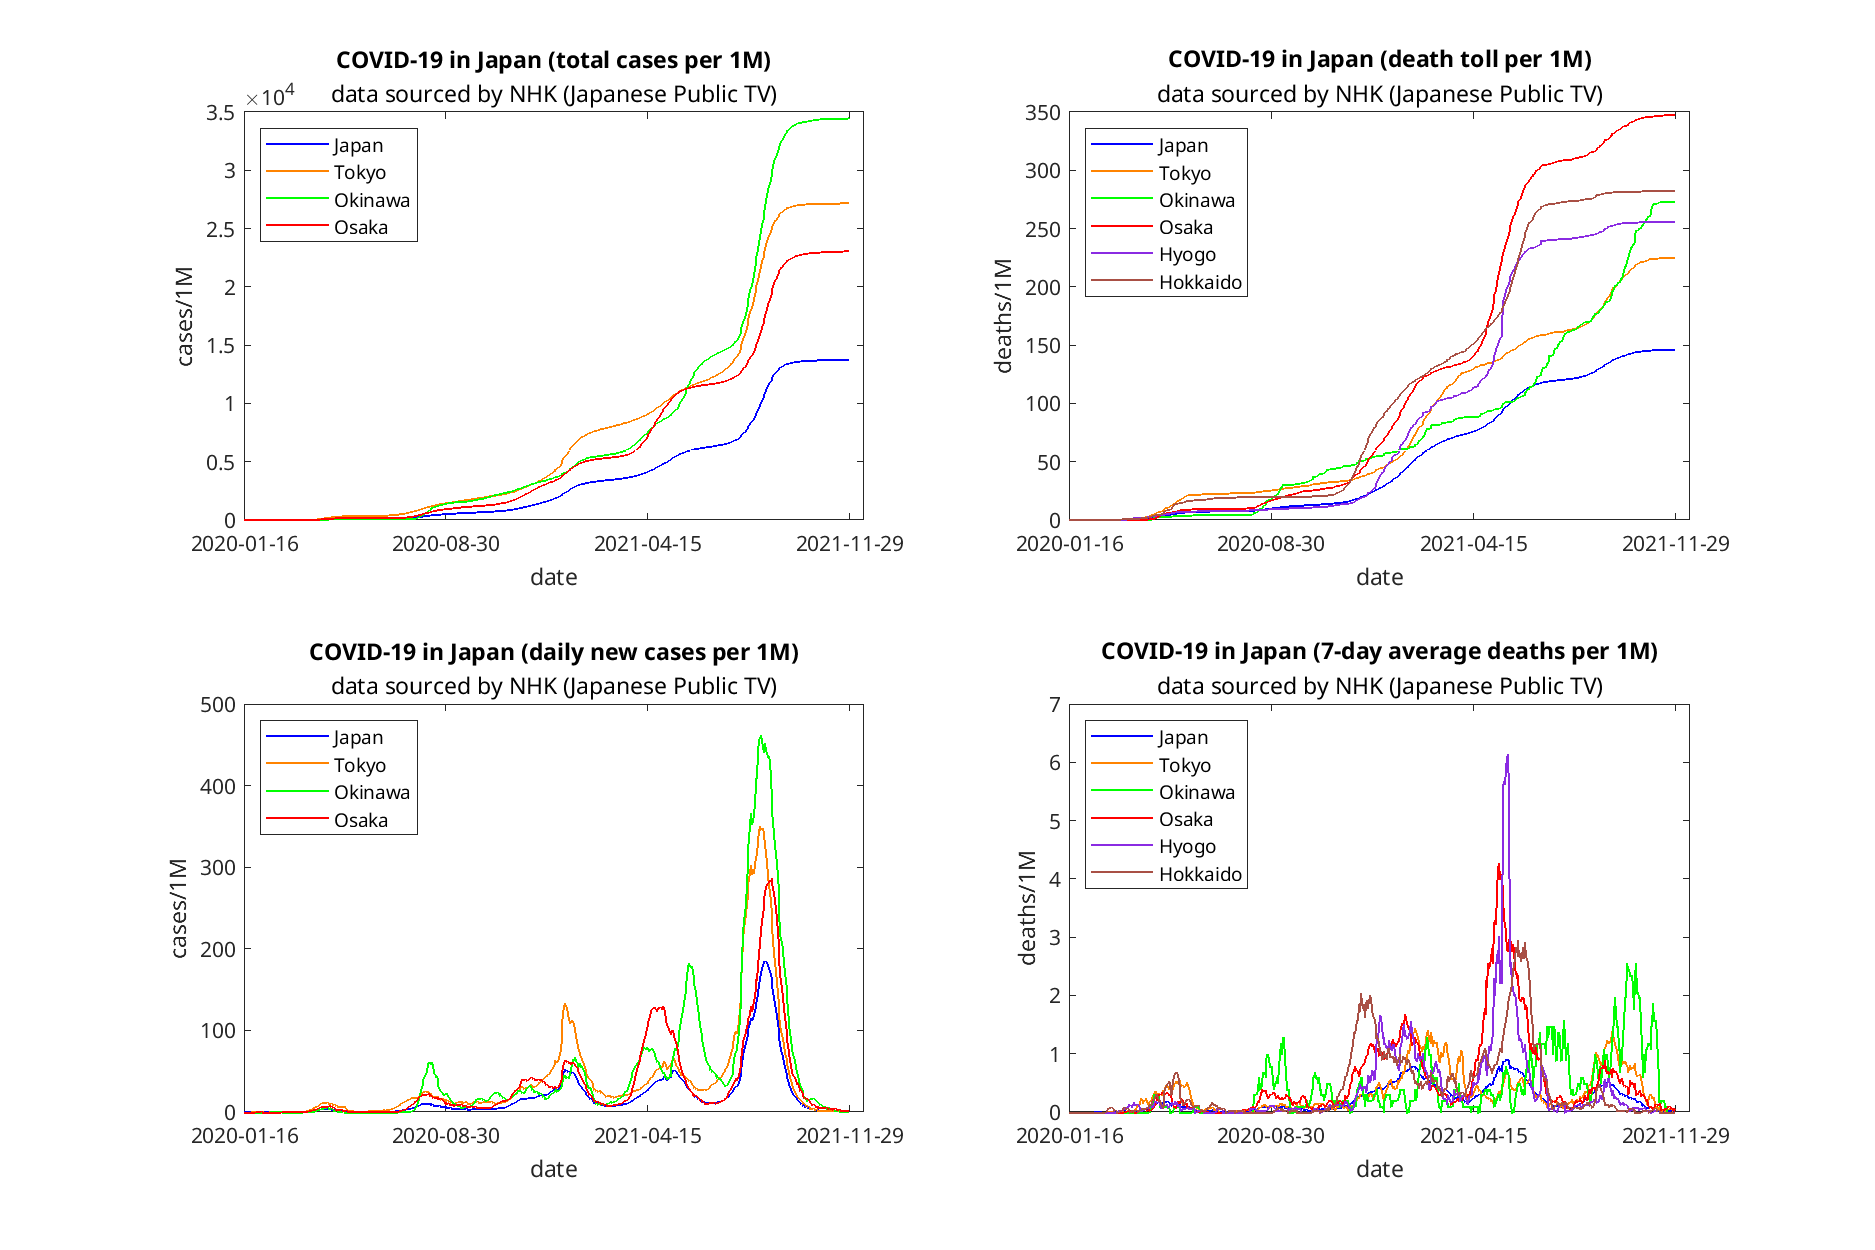 COVID-19 in Japan (total cases per 1M)
data sourced by NHK (Japanese Public TV)
×10⁴
3.5
3
2.5
2
1.5
1
0.5
0
cases/1M
Japan
Tokyo
Okinawa
Osaka
2020-01-16
2020-08-30
2021-04-15
2021-11-29
date
COVID-19 in Japan (death toll per 1M)
data sourced by NHK (Japanese Public TV)
350
300
250
200
150
100
50
0
deaths/1M
Japan
Tokyo
Okinawa
Osaka
Hyogo
Hokkaido
2020-01-16
2020-08-30
2021-04-15
2021-11-29
date
COVID-19 in Japan (daily new cases per 1M)
data sourced by NHK (Japanese Public TV)
500
400
300
200
100
0
cases/1M
Japan
Tokyo
Okinawa
Osaka
2020-01-16
2020-08-30
2021-04-15
2021-11-29
date
COVID-19 in Japan (7-day average deaths per 1M)
data sourced by NHK (Japanese Public TV)
7
6
5
4
3
2
1
0
deaths/1M
Japan
Tokyo
Okinawa
Osaka
Hyogo
Hokkaido
2020-01-16
2020-08-30
2021-04-15
2021-11-29
date